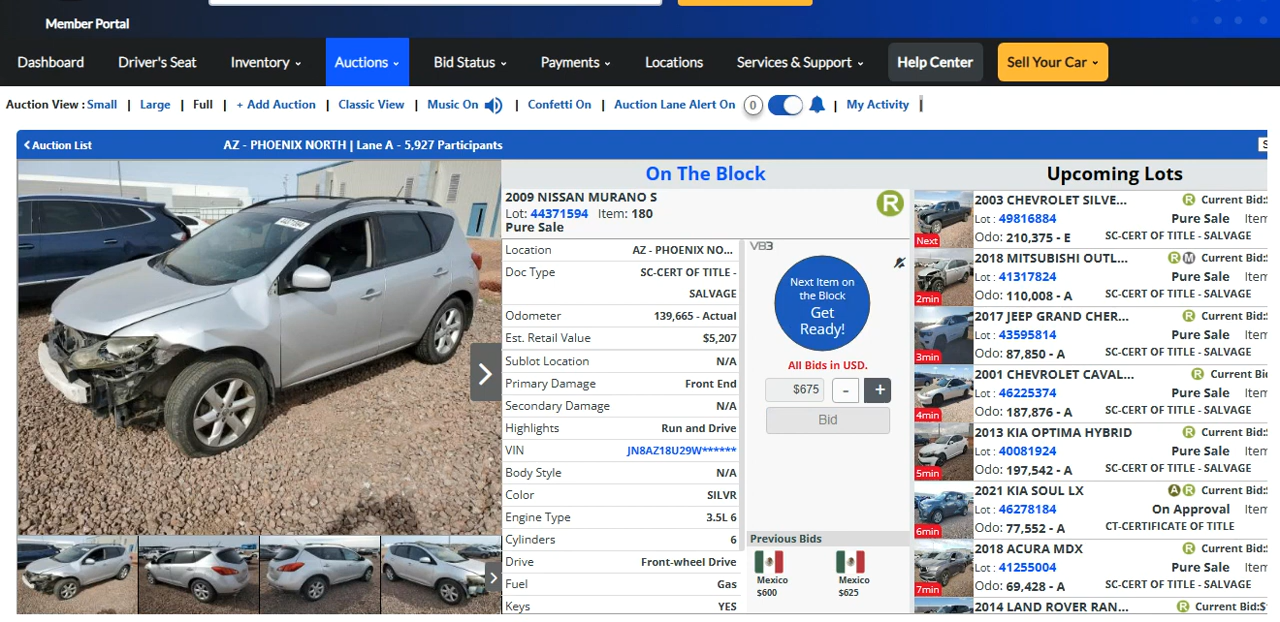 Member Portal
Dashboard Driver's Seat Inventory Auctions Bid Status Payments Locations Services & Support Help Center Sell Your Car
Auction View : Small | Large | Full | + Add Auction | Classic View | Music On | Confetti On | Auction Lane Alert On 0 | My Activity |
Auction List
AZ - PHOENIX NORTH | Lane A - 5,927 Participants
S
44371594
On The Block
2009 NISSAN MURANO S
Lot: 44371594 Item: 180
Pure Sale
R
Location AZ - PHOENIX NO...
Doc Type SC-CERT OF TITLE -
SALVAGE
Odometer 139,665 - Actual
Est. Retail Value $5,207
Sublot Location N/A
Primary Damage Front End
Secondary Damage N/A
Highlights Run and Drive
VIN JN8AZ18U29W******
Body Style N/A
Color SILVR
Engine Type 3.5L 6
Cylinders 6
Drive Front-wheel Drive
Fuel Gas
Keys YES
VB3
Next Item on
the Block
Get
Ready!
All Bids in USD.
$675 - +
Bid
Previous Bids
Mexico Mexico
$600 $625
Upcoming Lots
2003 CHEVROLET SILVE... R Current Bid:
Lot : 49816884 Pure Sale Item
Next Odo: 210,375 - E SC-CERT OF TITLE - SALVAGE
2018 MITSUBISHI OUTL... R M Current Bid:
Lot : 41317824 Pure Sale Item
2min Odo: 110,008 - A SC-CERT OF TITLE - SALVAGE
2017 JEEP GRAND CHER... R Current Bid:
Lot : 43595814 Pure Sale Item
3min Odo: 87,850 - A SC-CERT OF TITLE - SALVAGE
2001 CHEVROLET CAVAL... R Current Bid
Lot : 46225374 Pure Sale Item
4min Odo: 187,876 - A SC-CERT OF TITLE - SALVAGE
2013 KIA OPTIMA HYBRID R Current Bid:
Lot : 40081924 Pure Sale Item
5min Odo: 197,542 - A SC-CERT OF TITLE - SALVAGE
2021 KIA SOUL LX A R Current Bid:
Lot : 46278184 On Approval Item
6min Odo: 77,552 - A CT-CERTIFICATE OF TITLE
2018 ACURA MDX R Current Bid:
Lot : 41255004 Pure Sale Item
7min Odo: 69,428 - A SC-CERT OF TITLE - SALVAGE
2014 LAND ROVER RAN... R Current Bid:$